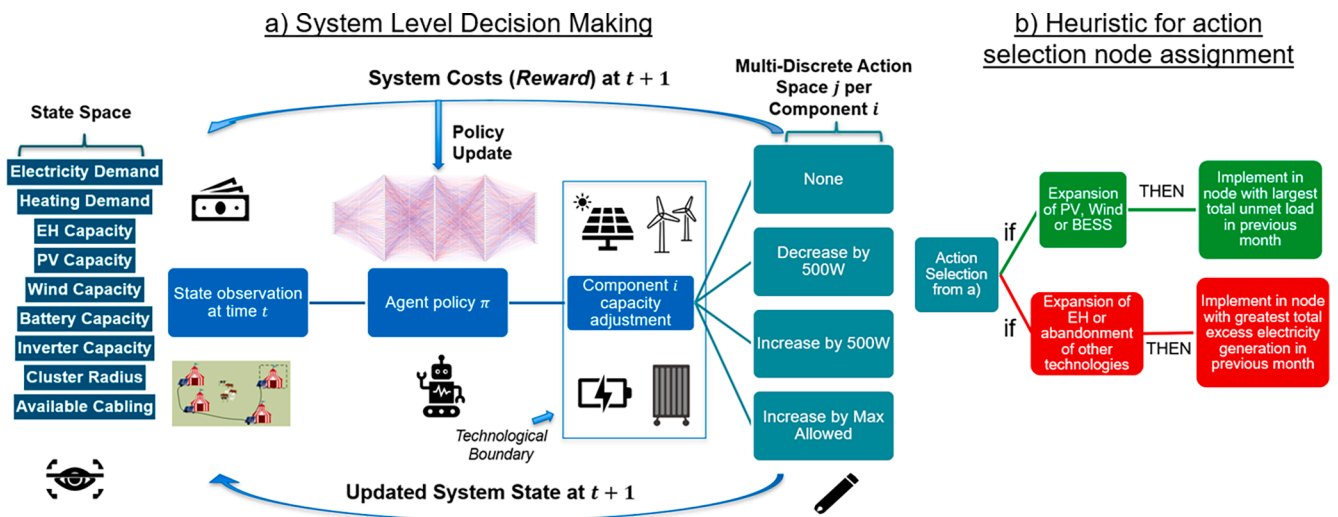 a) System Level Decision Making
System Costs (Reward) at t + 1
State Space
Electricity Demand
Heating Demand
EH Capacity
PV Capacity
Wind Capacity
Battery Capacity
Inverter Capacity
Cluster Radius
Available Cabling
Policy
Update
State observation
at time t
Agent policy π
Component i
capacity
adjustment
Technological
Boundary
Updated System State at t + 1
Multi-Discrete Action
Space j per
Component i
None
Decrease by
500W
Increase by 500W
Increase by Max
Allowed
b) Heuristic for action
selection node assignment
Action
Selection
from a)
if
Expansion
of PV, Wind
or BESS
THEN
Implement in
node with largest
total unmet load
in previous
month
if
Expansion of
EH or
abandonment
of other
technologies
THEN
Implement in node
with greatest total
excess electricity
generation in
previous month